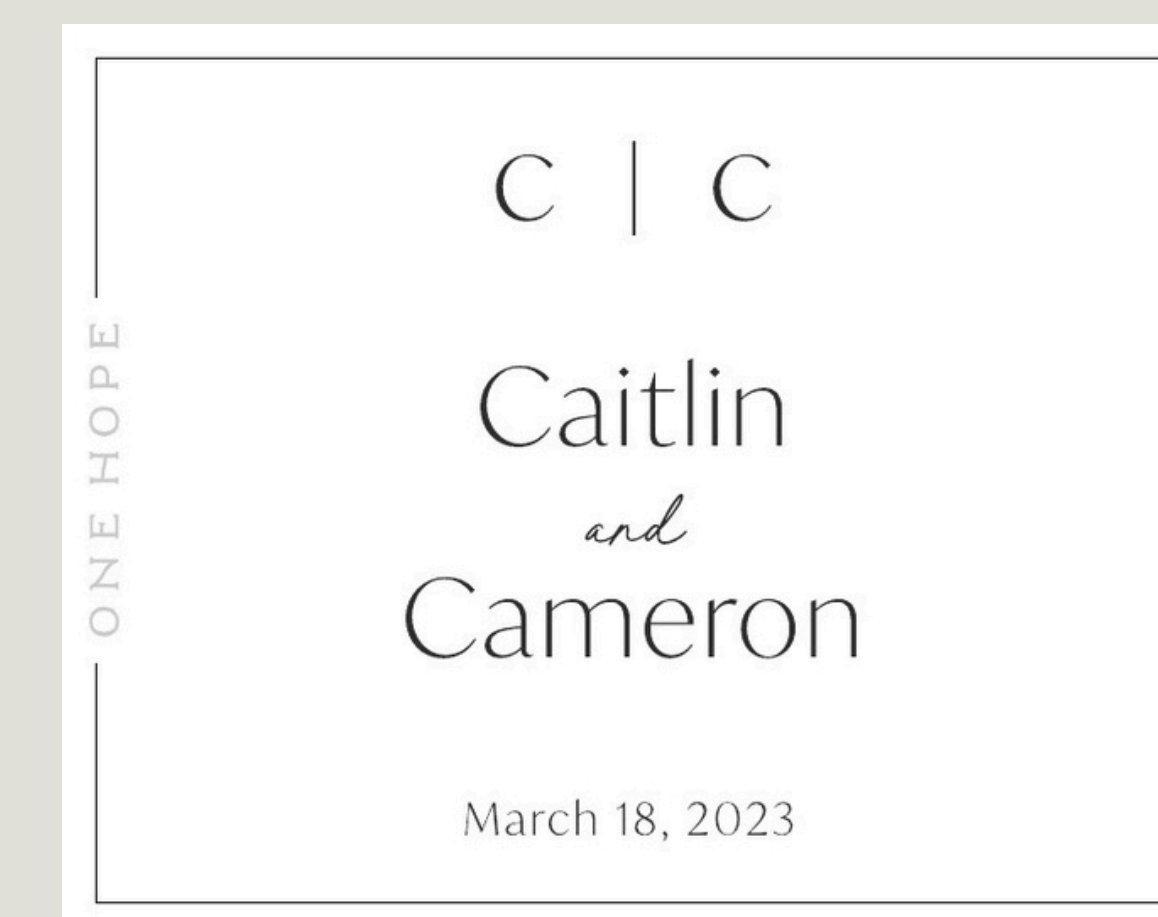 C | C
Caitlin
and
Cameron
March 18, 2023
ONE HOPE